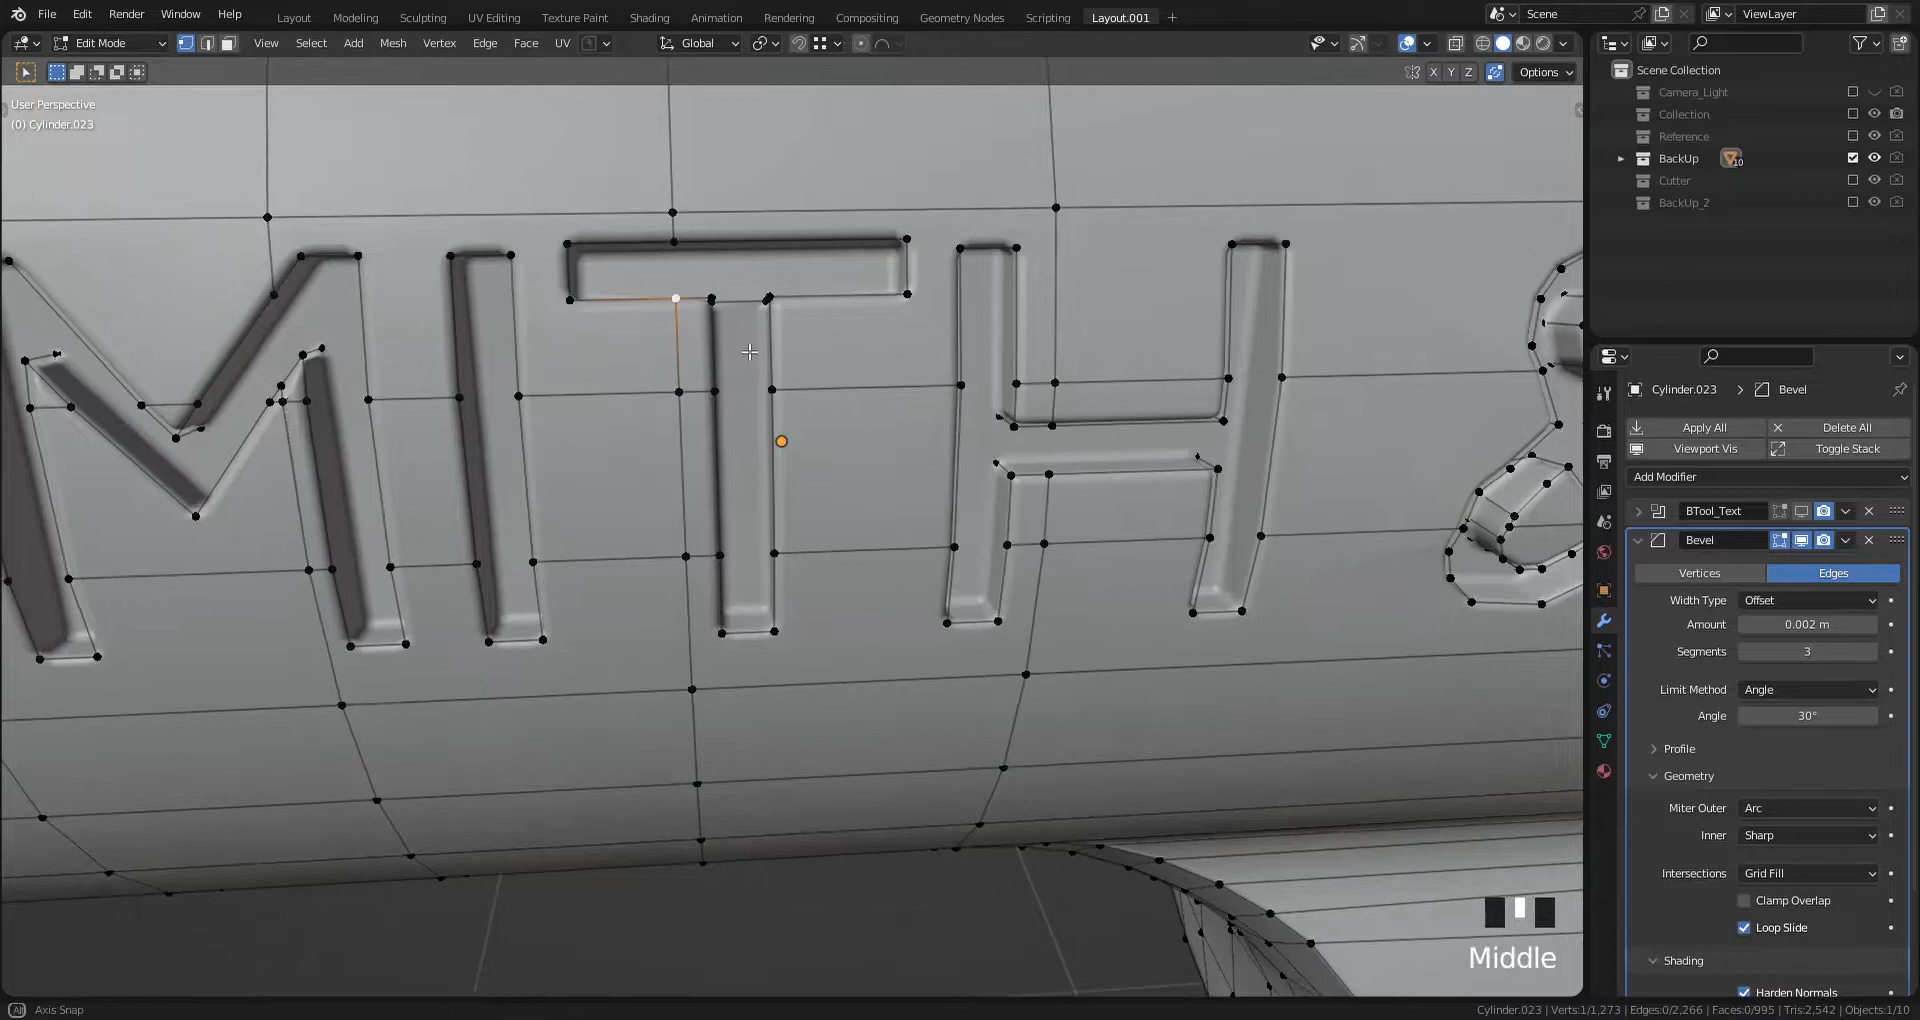 File Edit Render Window Help Layout Modeling Sculpting UV Editing Texture Paint Shading Animation Rendering Compositing Geometry Nodes Scripting Layout.001 + Scene ViewLayer
Edit Mode View Select Add Mesh Vertex Edge Face UV Global
X Y Z Options
User Perspective
(0) Cylinder.023
MITH
Middle
Scene Collection
Camera_Light
Collection
Reference
BackUp 10
Cutter
BackUp_2
Cylinder.023 > Bevel
Apply All Delete All
Viewport Vis Toggle Stack
Add Modifier
BTool_Text
Bevel
Vertices Edges
Width Type Offset
Amount 0.002 m
Segments 3
Limit Method Angle
Angle 30°
Profile
Geometry
Miter Outer Arc
Inner Sharp
Intersections Grid Fill
Clamp Overlap
Loop Slide
Shading
Harden Normals
Alt Axis Snap
Cylinder.023 | Verts:1/1,273 | Edges:0/2,266 | Faces:0/995 | Tris:2,542 | Objects:1/10